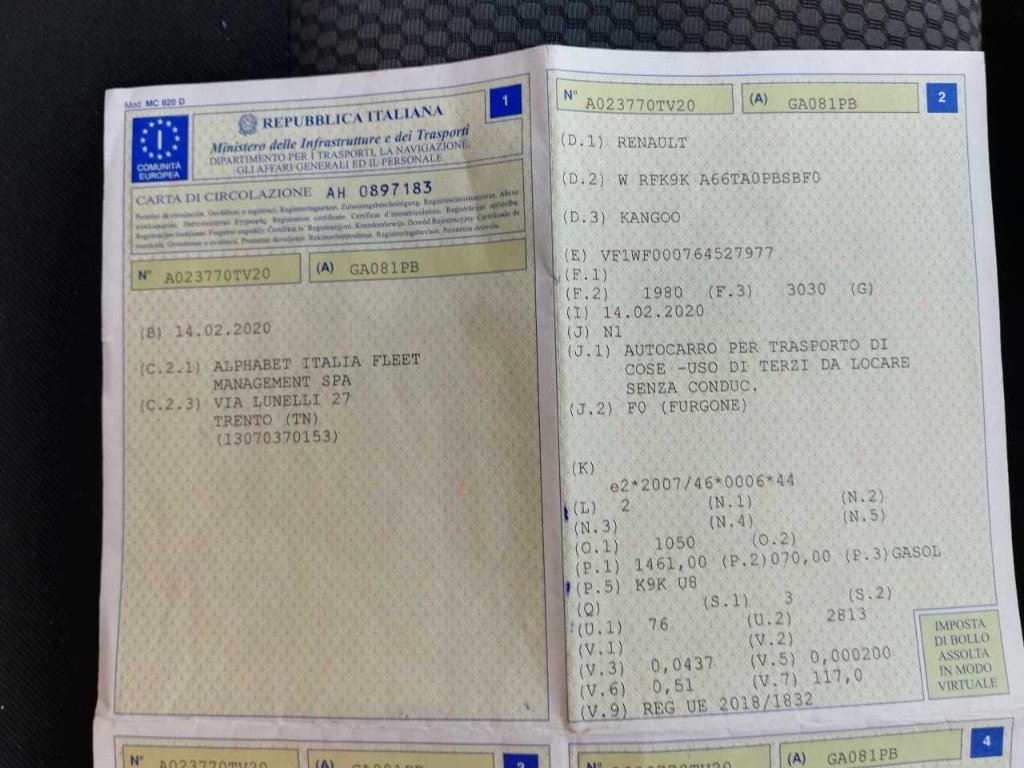 Mod. MC 820 D
1
REPUBBLICA ITALIANA
Ministero delle Infrastrutture e dei Trasporti
DIPARTIMENTO PER I TRASPORTI, LA NAVIGAZIONE,
GLI AFFARI GENERALI ED IL PERSONALE
I
COMUNITÀ
EUROPEA
CARTA DI CIRCOLAZIONE AH 0897183
N° A023770TV20 (A) GA081PB
(B) 14.02.2020
(C.2.1) ALPHABET ITALIA FLEET
MANAGEMENT SPA
(C.2.3) VIA LUNELLI 27
TRENTO (TN)
(13070370153)
N° A023770TV20 (A) GA081PB 2
(D.1) RENAULT
(D.2) W RFK9K A66TA0PBSBF0
(D.3) KANGOO
(E) VF1WF000764527977
(F.1)
(F.2) 1980 (F.3) 3030 (G)
(I) 14.02.2020
(J) N1
(J.1) AUTOCARRO PER TRASPORTO DI
COSE -USO DI TERZI DA LOCARE
SENZA CONDUC.
(J.2) F0 (FURGONE)
(K)
e2*2007/46*0006*44
(L) 2 (N.1) (N.2)
(N.3) (N.4) (N.5)
(O.1) 1050 (O.2)
(P.1) 1461,00 (P.2)070,00 (P.3)GASOL
(P.5) K9K U8
(Q) (S.1) 3 (S.2)
(U.1) 76 (U.2) 2813
(V.1) (V.2)
(V.3) 0,0437 (V.5) 0,000200
(V.6) 0,51 (V.7) 117,0
(V.9) REG UE 2018/1832
IMPOSTA
DI BOLLO
ASSOLTA
IN MODO
VIRTUALE
N° A023770TV20 (A) GA081PB 3
N° A023770TV20 (A) GA081PB 4